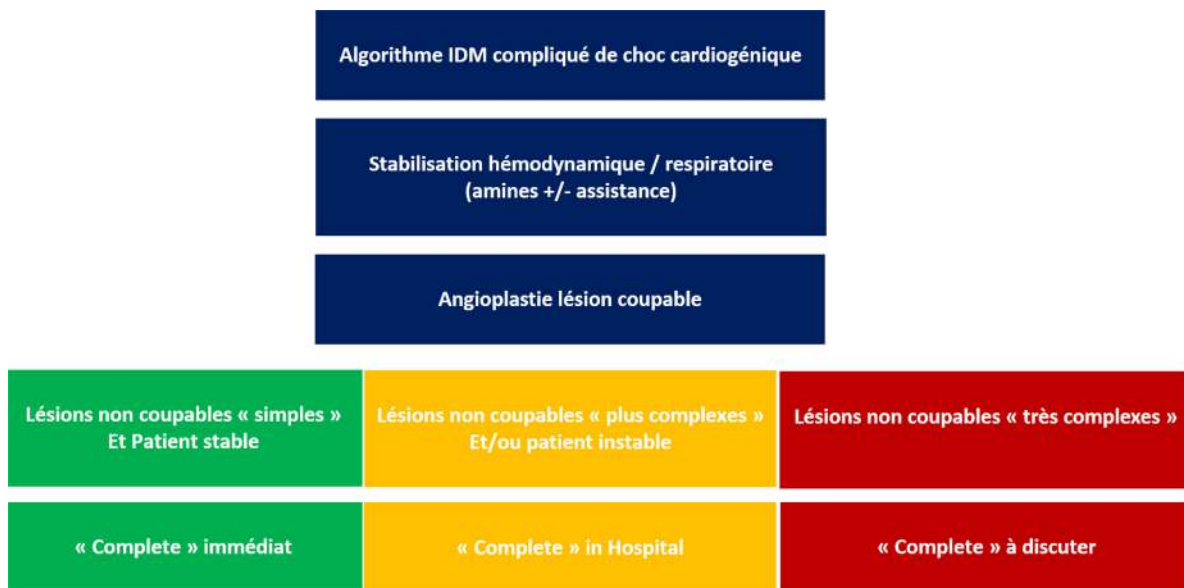 Algorithme IDM compliqué de choc cardiogénique
Stabilisation hémodynamique / respiratoire
(amines +/- assistance)
Angioplastie lésion coupable
Lésions non coupables « simples »
Et Patient stable
Lésions non coupables « plus complexes »
Et/ou patient instable
Lésions non coupables « très complexes »
« Complete » immédiat
« Complete » in Hospital
« Complete » à discuter